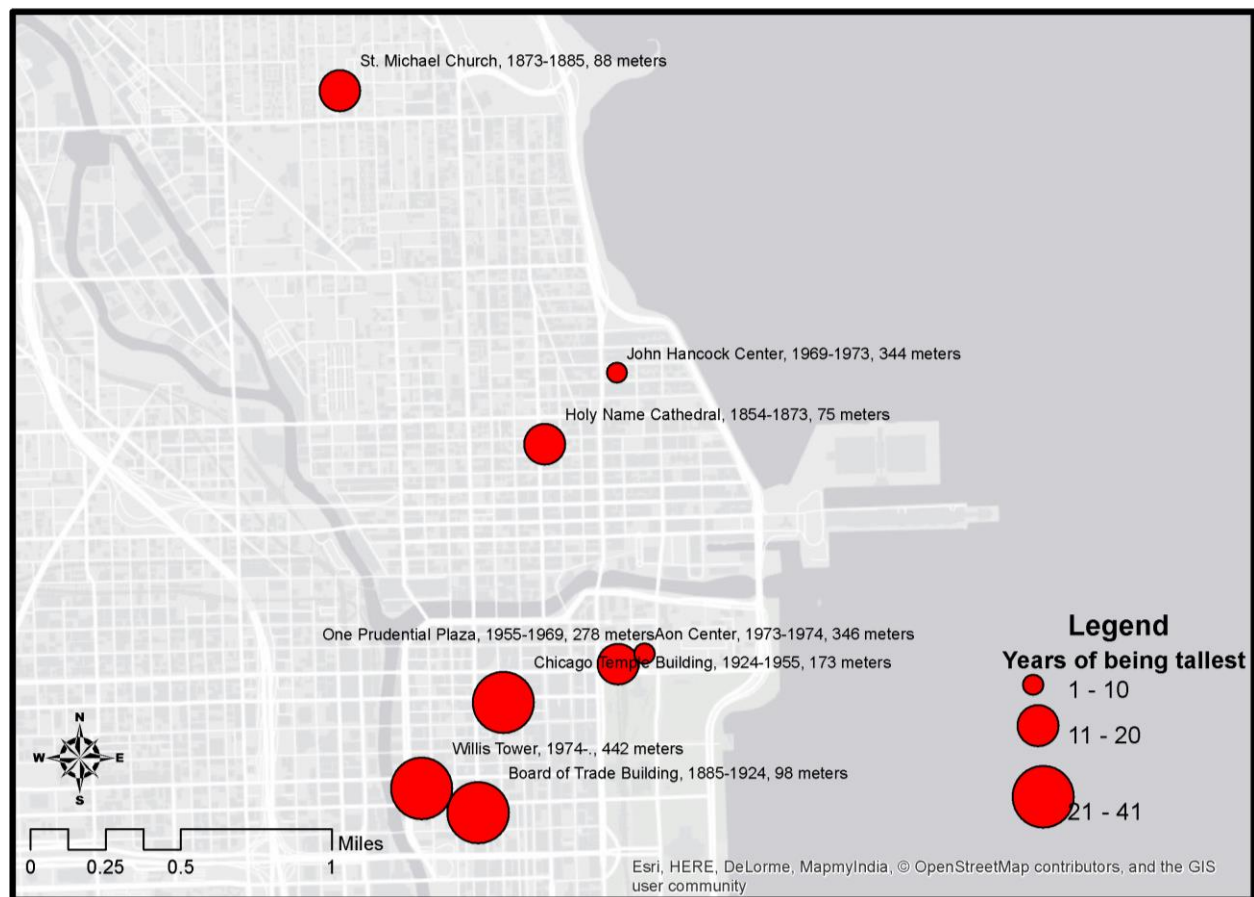 St. Michael Church, 1873-1885, 88 meters
John Hancock Center, 1969-1973, 344 meters
Holy Name Cathedral, 1854-1873, 75 meters
One Prudential Plaza, 1955-1969, 278 meters
Aon Center, 1973-1974, 346 meters
Chicago Temple Building, 1924-1955, 173 meters
Willis Tower, 1974-., 442 meters
Board of Trade Building, 1885-1924, 98 meters
Legend
Years of being tallest
1 - 10
11 - 20
21 - 41
N
W E
S
Miles
0 0.25 0.5 1
Esri, HERE, DeLorme, MapmyIndia, © OpenStreetMap contributors, and the GIS
user community